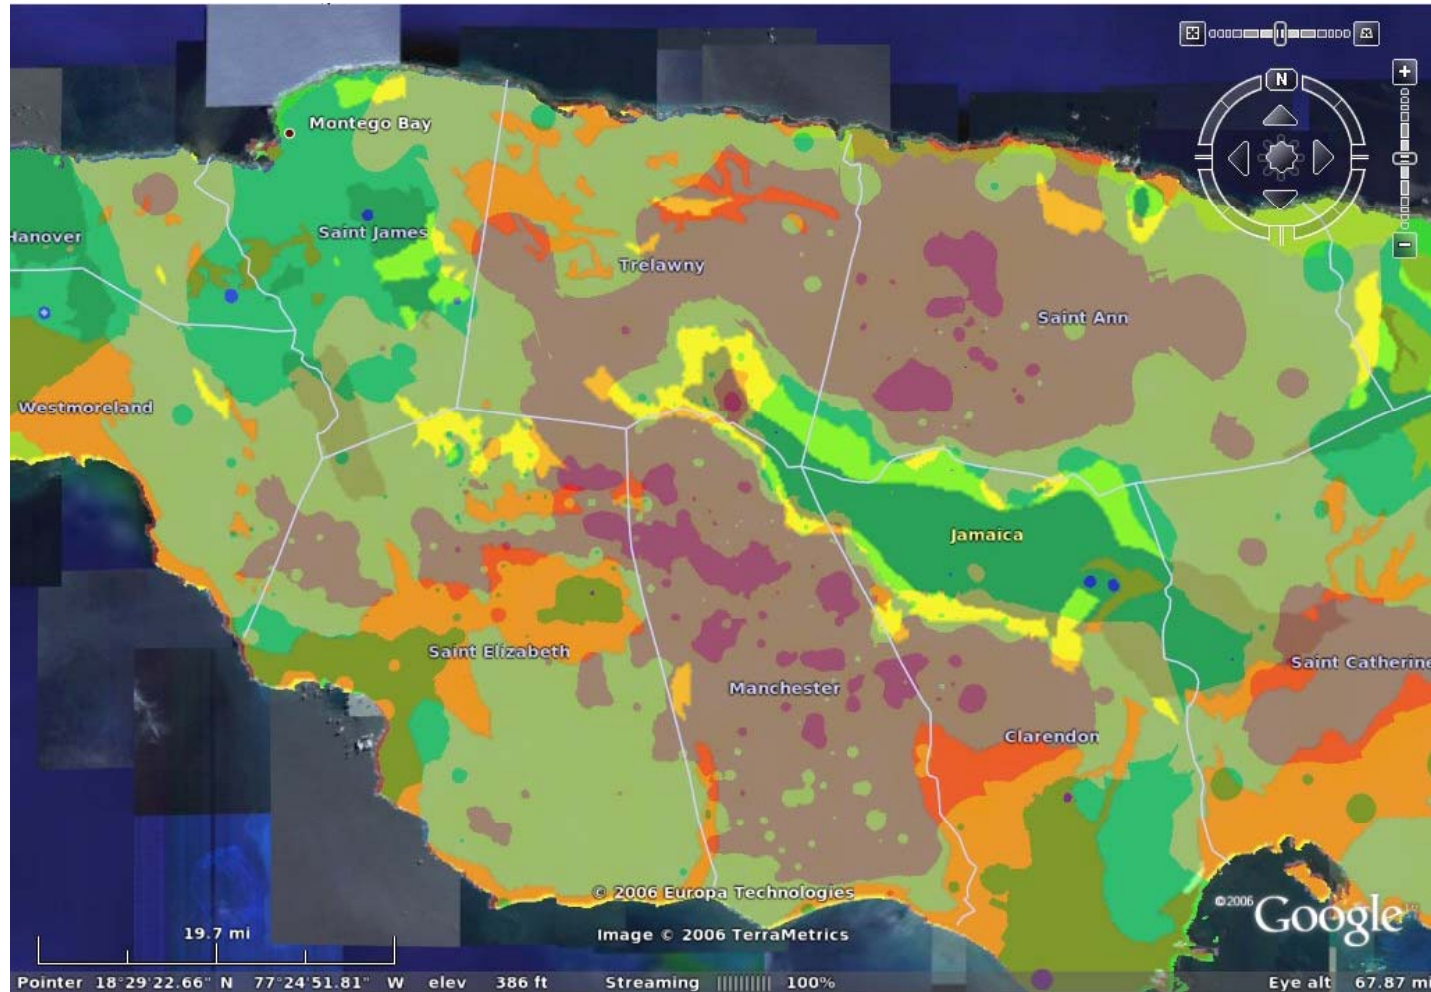 N
Montego Bay
Hanover
Saint James
Trelawny
Saint Ann
Westmoreland
Jamaica
Saint Elizabeth
Saint Catherine
Manchester
Clarendon
© 2006 Europa Technologies
©2006 Google
19.7 mi
Image © 2006 TerraMetrics
Pointer 18°29'22.66" N 77°24'51.81" W elev 386 ft Streaming 100% Eye alt 67.87 mi